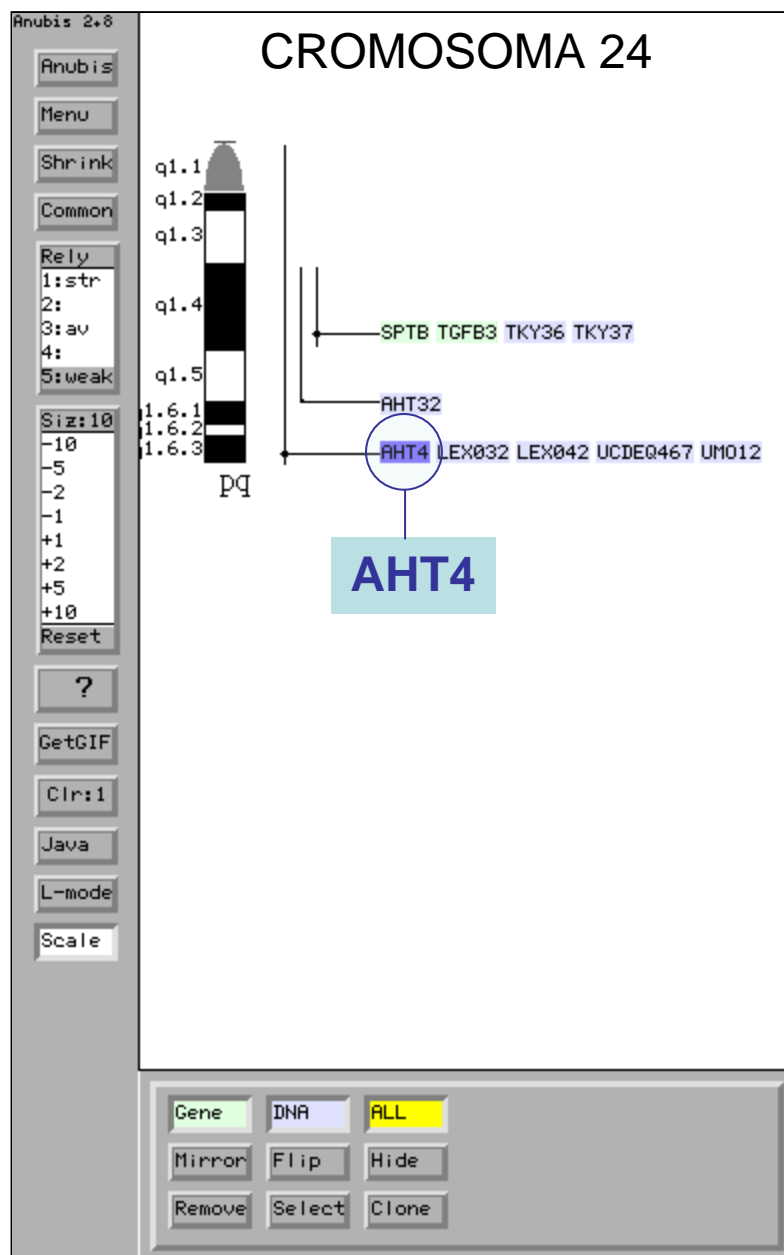 Anubis 2.8
CROMOSOMA 24
Anubis
Menu
Shrink
Common
Rely
1:str
2:
3:av
4:
5:weak
Siz:10
-10
-5
-2
-1
+1
+2
+5
+10
Reset
?
GetGIF
Clr:1
Java
L-mode
Scale
q1.1
q1.2
q1.3
q1.4
q1.5
1.6.1
1.6.2
1.6.3
pq
SPTB TGFB3 TKY36 TKY37
AHT32
AHT4 LEX032 LEX042 UCDEQ467 UM012
AHT4
Gene DNA ALL
Mirror Flip Hide
Remove Select Clone